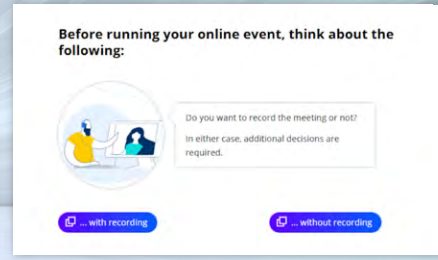 Before running your online event, think about the
following:
Do you want to record the meeting or not?
In either case, additional decisions are
required.
... with recording
... without recording